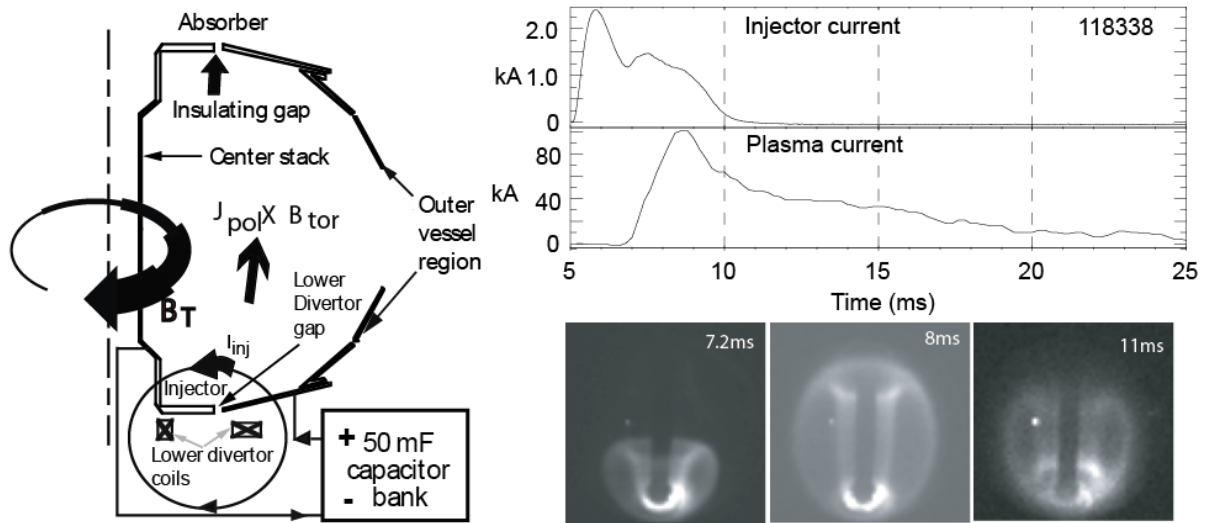 Absorber
Insulating gap
Center stack
J pol X B tor
Outer
vessel
region
Lower
Divertor
gap
BT
Iinj
Injector
Lower divertor
coils
+ 50 mF
capacitor
- bank
Injector current
118338
2.0
kA 1.0
0
Plasma current
80
kA
40
0
5 10 15 20 25
Time (ms)
7.2ms
8ms
11ms